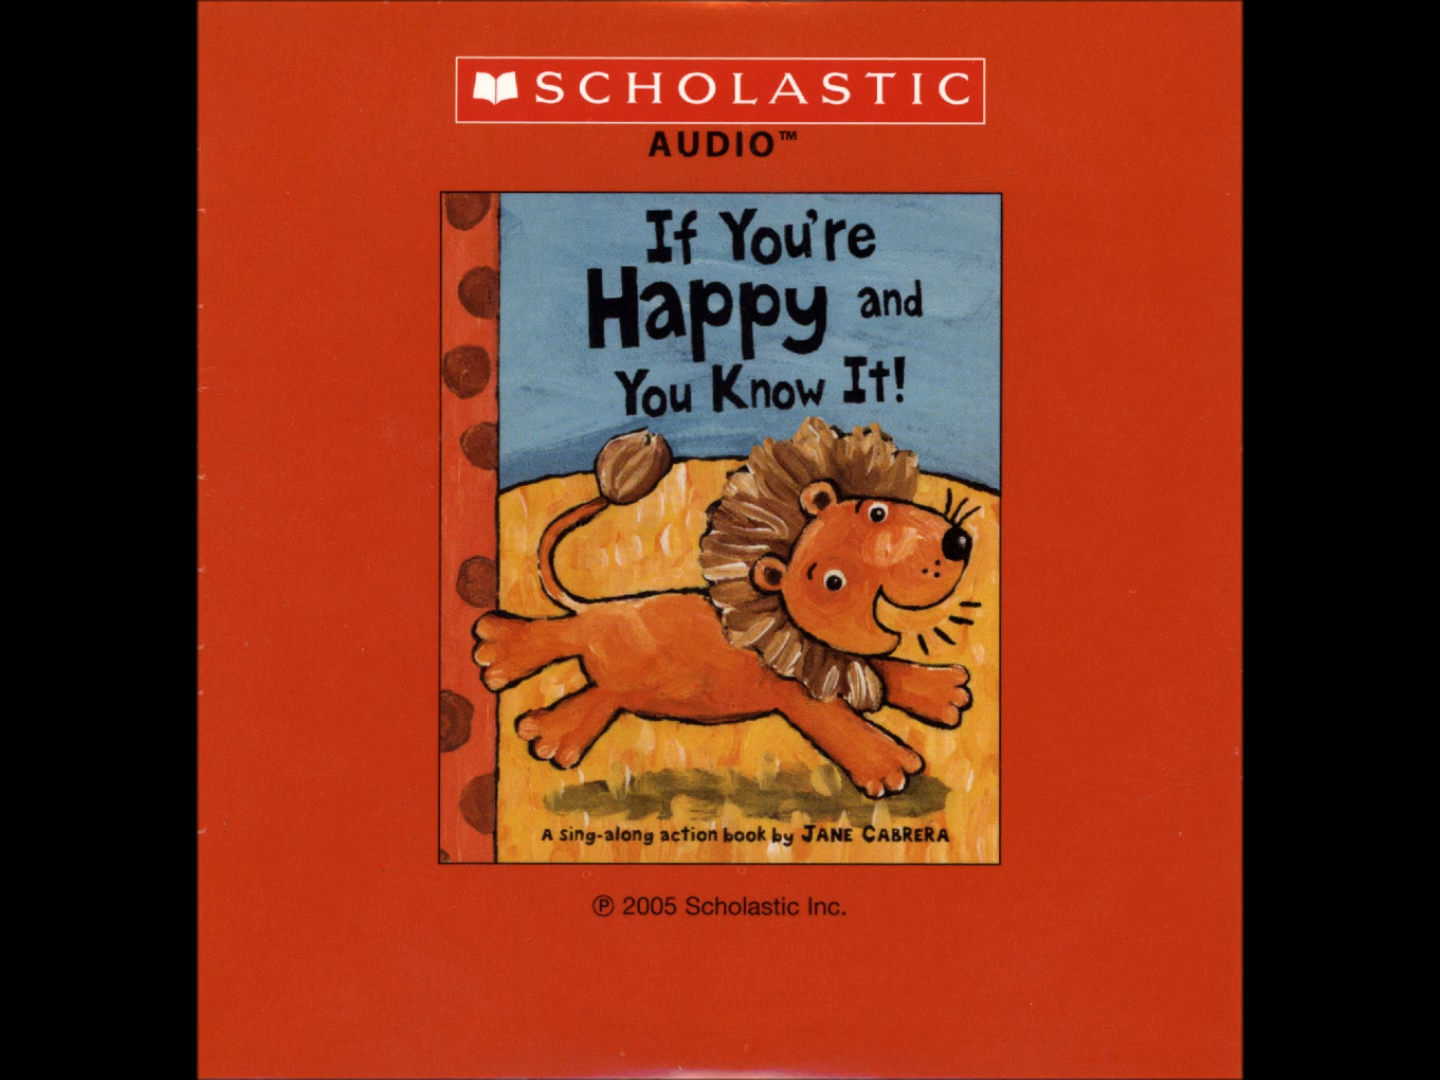 SCHOLASTIC
AUDIO™
If You're
Happy and
You Know It!
A sing-along action book by JANE CABRERA
℗ 2005 Scholastic Inc.